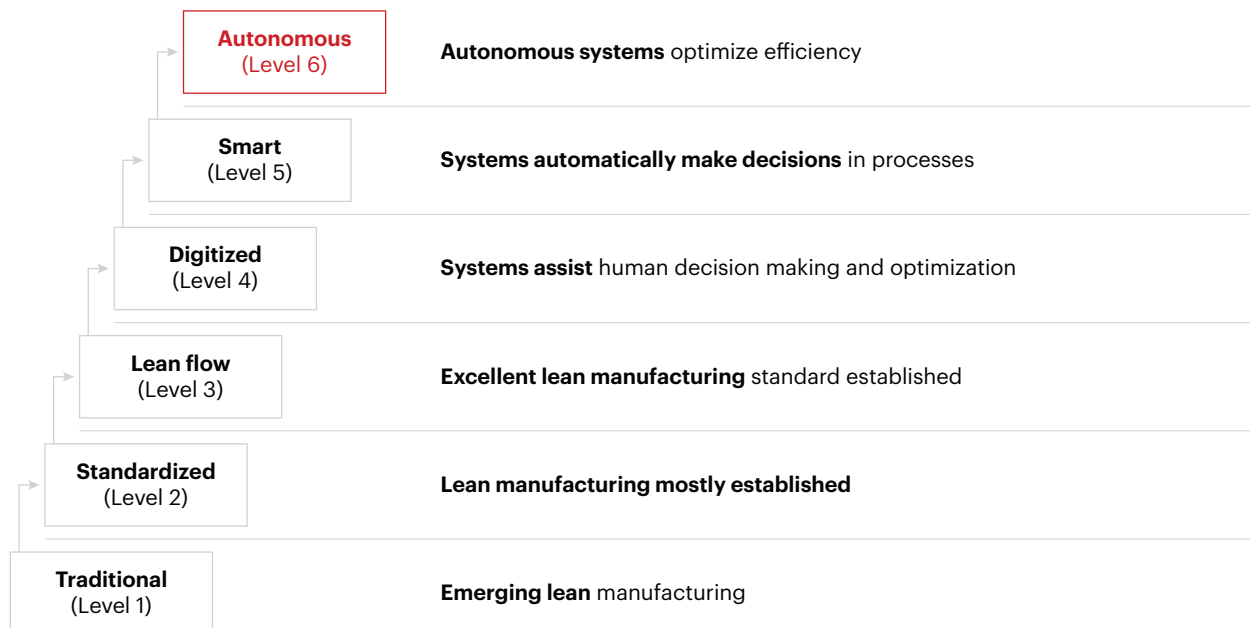 Autonomous
(Level 6)
Autonomous systems optimize efficiency
Smart
(Level 5)
Systems automatically make decisions in processes
Digitized
(Level 4)
Systems assist human decision making and optimization
Lean flow
(Level 3)
Excellent lean manufacturing standard established
Standardized
(Level 2)
Lean manufacturing mostly established
Traditional
(Level 1)
Emerging lean manufacturing